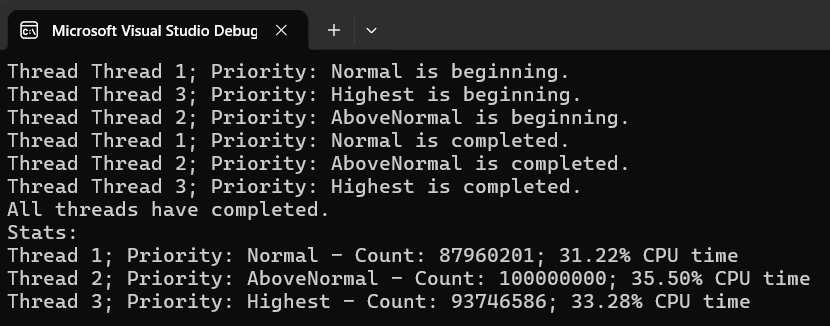 Microsoft Visual Studio Debug
Thread Thread 1; Priority: Normal is beginning.
Thread Thread 3; Priority: Highest is beginning.
Thread Thread 2; Priority: AboveNormal is beginning.
Thread Thread 1; Priority: Normal is completed.
Thread Thread 2; Priority: AboveNormal is completed.
Thread Thread 3; Priority: Highest is completed.
All threads have completed.
Stats:
Thread 1; Priority: Normal - Count: 87960201; 31.22% CPU time
Thread 2; Priority: AboveNormal - Count: 100000000; 35.50% CPU time
Thread 3; Priority: Highest - Count: 93746586; 33.28% CPU time